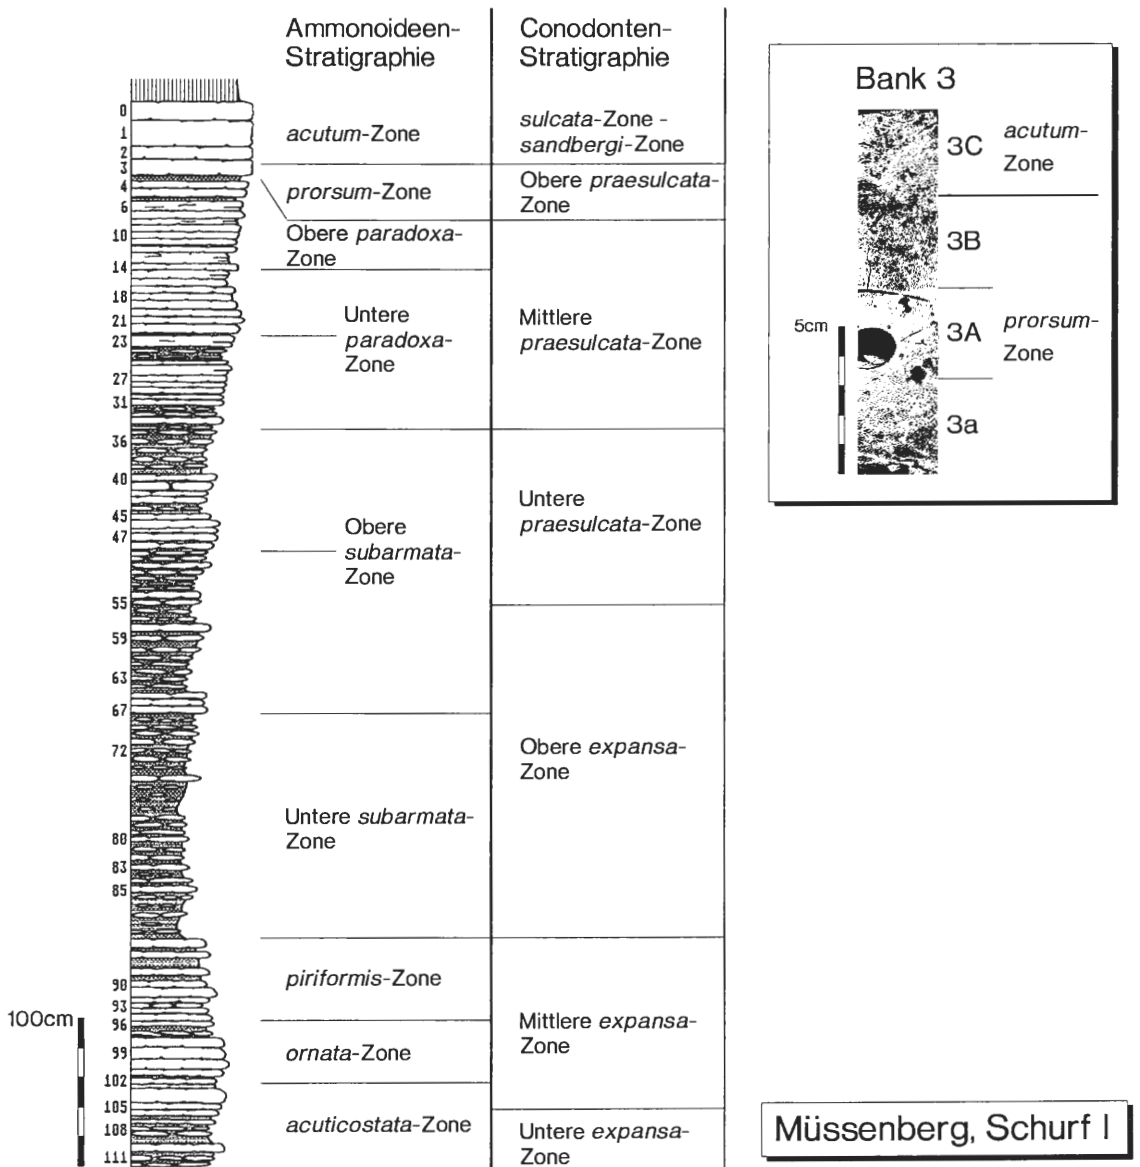 Ammonoideen-
Stratigraphie
Conodonten-
Stratigraphie
0
1
2
3
4
6
10
14
18
21
23
27
31
36
40
45
47
55
59
63
67
72
80
83
85
90
93
96
99
102
105
108
111
100cm
acutum-Zone
prorsum-Zone
Obere paradoxa-
Zone
Untere
paradoxa-
Zone
Obere
subarmata-
Zone
Untere subarmata-
Zone
piriformis-Zone
ornata-Zone
acuticostata-Zone
sulcata-Zone -
sandbergi-Zone
Obere praesulcata-
Zone
Mittlere
praesulcata-Zone
Untere
praesulcata-Zone
Obere expansa-
Zone
Mittlere expansa-
Zone
Untere expansa-
Zone
Bank 3
3C
acutum-
Zone
3B
3A
prorsum-
Zone
3a
5cm
Müssenberg, Schurf I